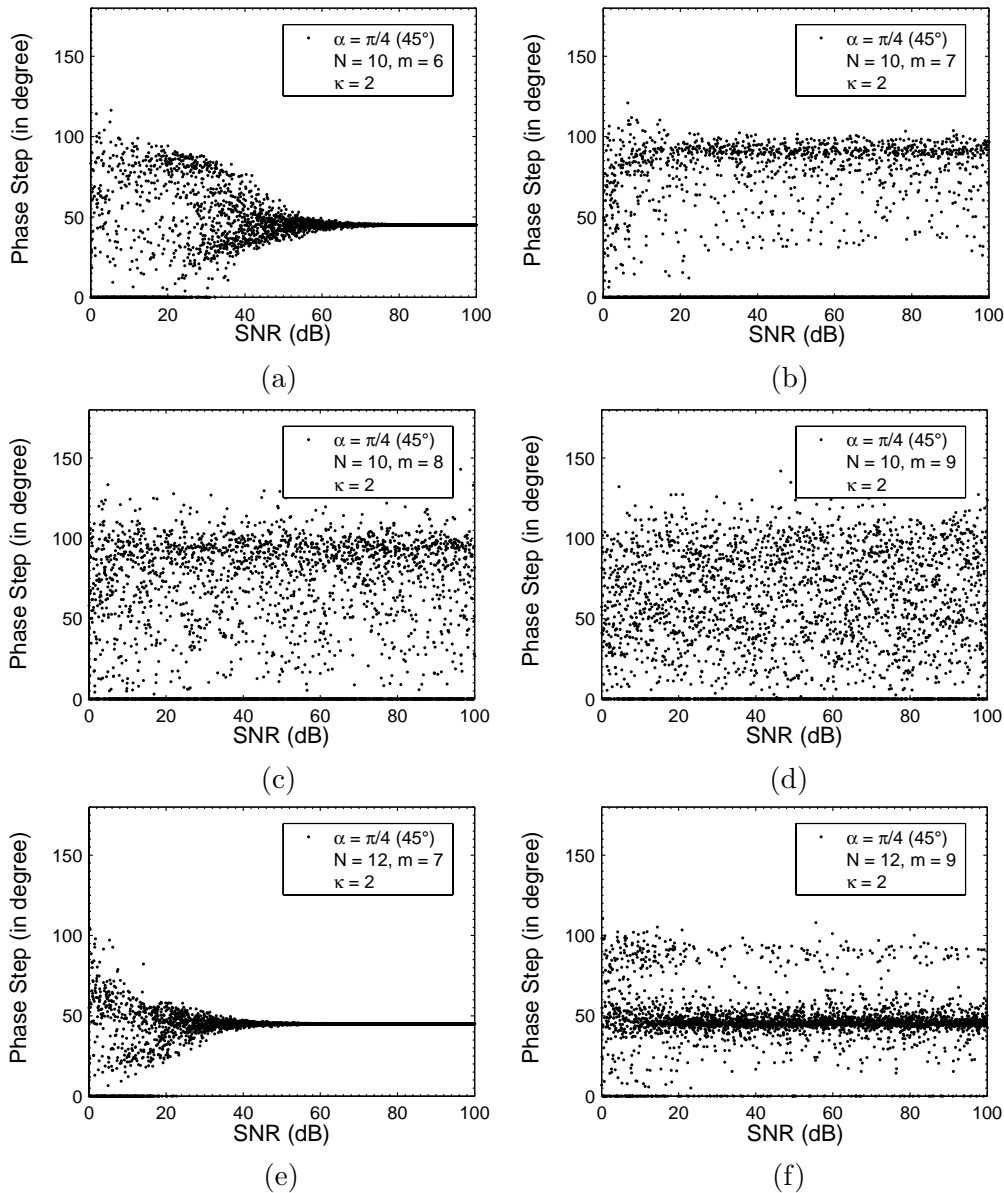 Phase Step (in degree)
150
100
50
0
α = π/4 (45°)
N = 10, m = 6
κ = 2
0 20 40 60 80 100
SNR (dB)
(a)
Phase Step (in degree)
150
100
50
0
α = π/4 (45°)
N = 10, m = 7
κ = 2
0 20 40 60 80 100
SNR (dB)
(b)
Phase Step (in degree)
150
100
50
0
α = π/4 (45°)
N = 10, m = 8
κ = 2
0 20 40 60 80 100
SNR (dB)
(c)
Phase Step (in degree)
150
100
50
0
α = π/4 (45°)
N = 10, m = 9
κ = 2
0 20 40 60 80 100
SNR (dB)
(d)
Phase Step (in degree)
150
100
50
0
α = π/4 (45°)
N = 12, m = 7
κ = 2
0 20 40 60 80 100
SNR (dB)
(e)
Phase Step (in degree)
150
100
50
0
α = π/4 (45°)
N = 12, m = 9
κ = 2
0 20 40 60 80 100
SNR (dB)
(f)